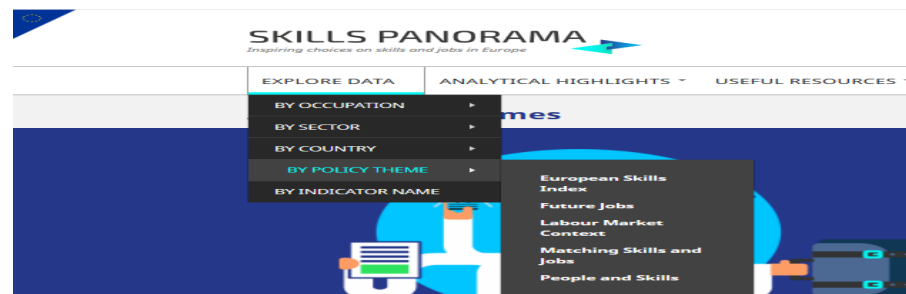 SKILLS PANORAMA
Inspiring choices on skills and jobs in Europe
EXPLORE DATA
ANALYTICAL HIGHLIGHTS
USEFUL RESOURCES
BY OCCUPATION
BY SECTOR
BY COUNTRY
BY POLICY THEME
BY INDICATOR NAME
mes
European Skills
Index
Future Jobs
Labour Market
Context
Matching Skills and
Jobs
People and Skills